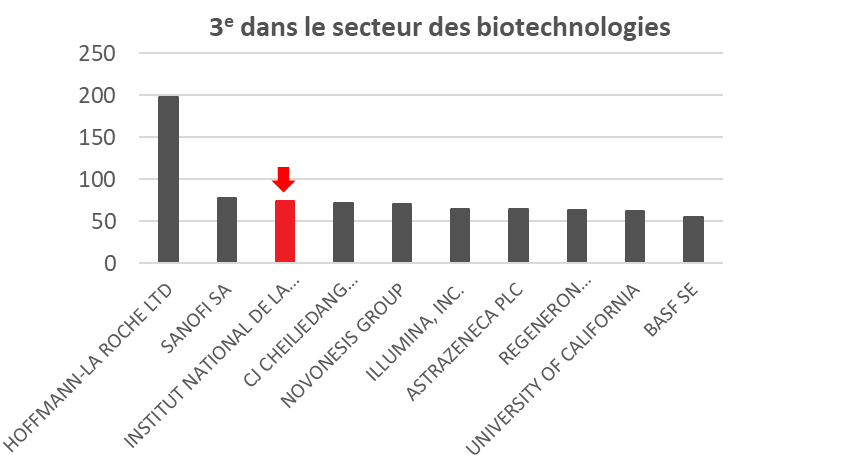 3e dans le secteur des biotechnologies
250
200
150
100
50
0
HOFFMANN-LA ROCHE LTD
SANOFI SA
INSTITUT NATIONAL DE LA...
CJ CHEILJEDANG...
NOVONESIS GROUP
ILLUMINA, INC.
ASTRAZENECA PLC
REGENERON...
UNIVERSITY OF CALIFORNIA
BASF SE